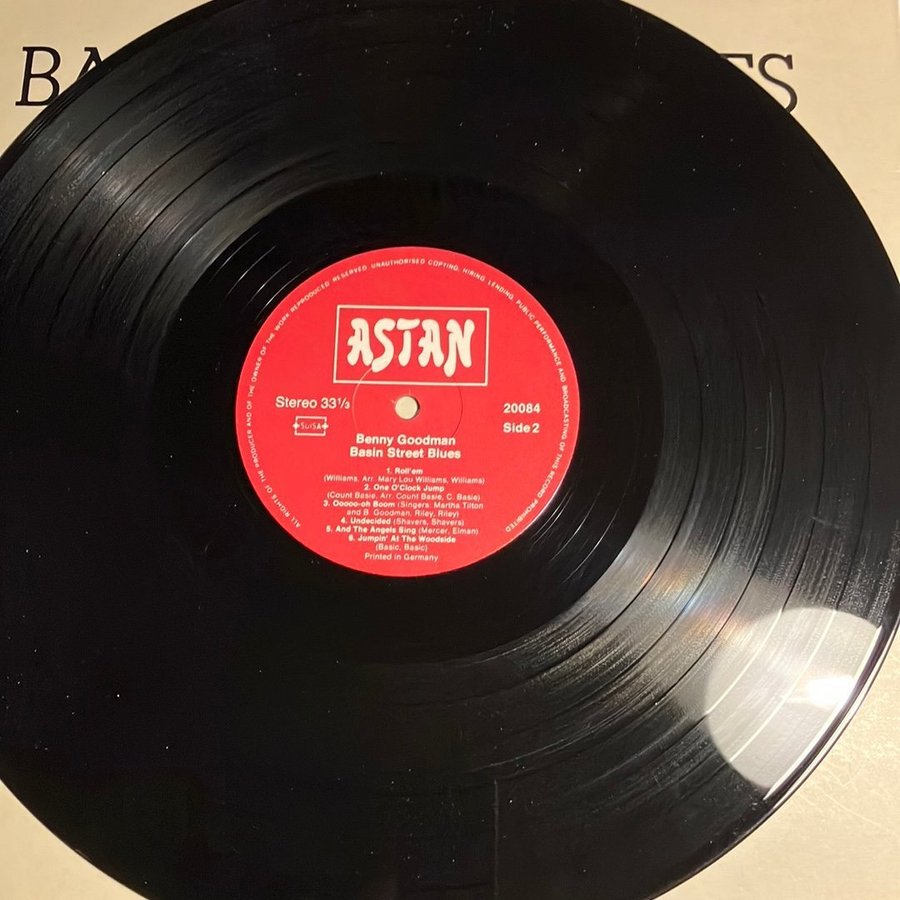 BA
ES
ALL RIGHTS OF THE PRODUCER AND OF THE OWNER OF THE WORK REPRODUCED RESERVED UNAUTHORISED COPYING, HIRING LENDING, PUBLIC PERFORMANCE AND BROADCASTING OF THIS RECORD PROHIBITED
ASTAN
Stereo 33⅓
20084
SUISA
Side 2
Benny Goodman
Basin Street Blues
1. Roll'em
(Williams, Arr. Mary Lou Williams, Williams)
2. One O'Clock Jump
(Count Basie, Arr. Count Basie, C. Basie)
3. Ooooo-oh Boom (Singers: Martha Tilton
and B. Goodman, Riley, Riley)
4. Undecided (Shavers, Shavers)
5. And The Angels Sing (Mercer, Elman)
6. Jumpin' At The Woodside
(Basic, Basic)
Printed in Germany